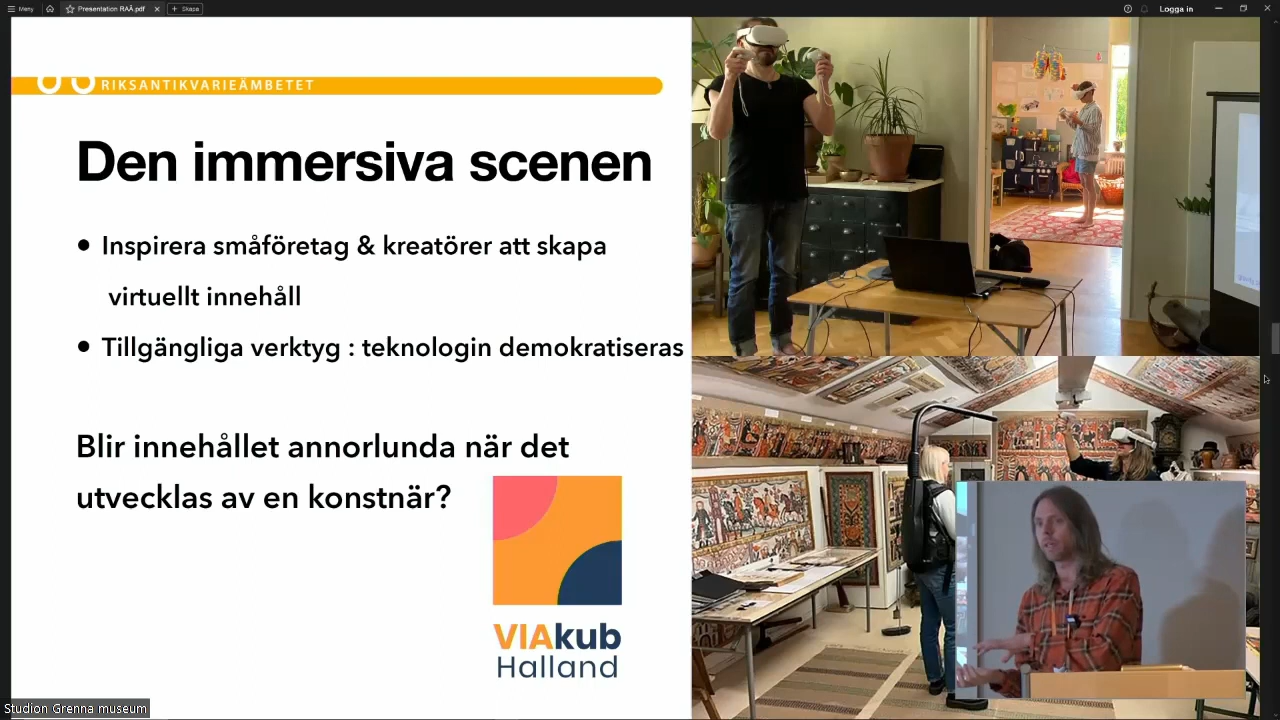 Meny
Presentation RAÄ.pdf
Skapa
Logga in
RIKSANTIKVARIEÄMBETET
Den immersiva scenen
• Inspirera småföretag & kreatörer att skapa
virtuellt innehåll
• Tillgängliga verktyg : teknologin demokratiseras
Blir innehållet annorlunda när det
utvecklas av en konstnär?
VIAkub
Halland
Studion Grenna museum